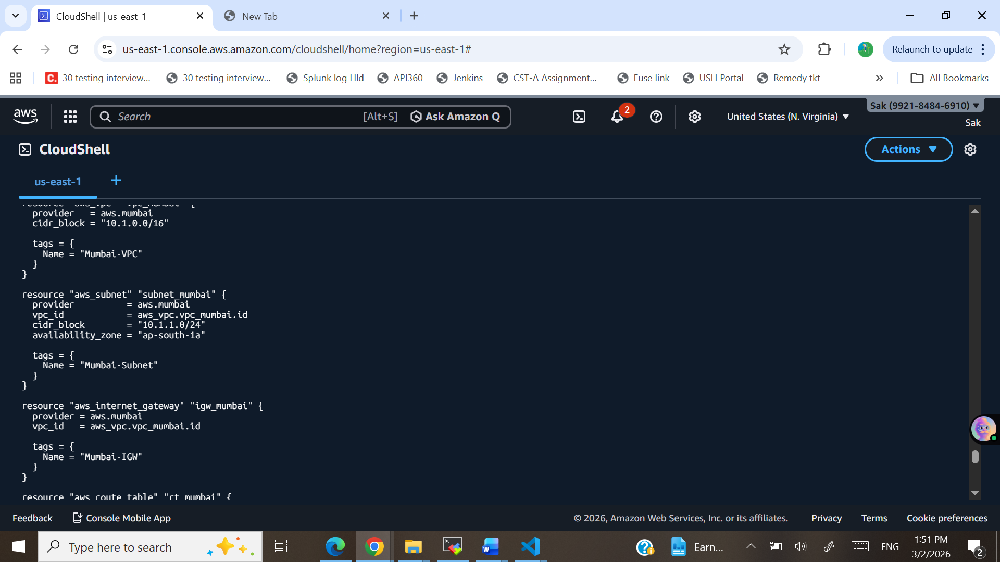 CloudShell | us-east-1
New Tab
us-east-1.console.aws.amazon.com/cloudshell/home?region=us-east-1#
Relaunch to update
C. 30 testing interview...
30 testing interview...
Splunk log Hld
API360
Jenkins
CST-A Assignment...
Fuse link
USH Portal
Remedy tkt
All Bookmarks
aws
Search
[Alt+S]
Ask Amazon Q
2
United States (N. Virginia)
Sak (9921-8484-6910)
Sak
CloudShell
Actions
us-east-1
resource "aws_vpc" "vpc_mumbai" {
  provider   = aws.mumbai
  cidr_block = "10.1.0.0/16"
  tags = {
    Name = "Mumbai-VPC"
  }
}
resource "aws_subnet" "subnet_mumbai" {
  provider          = aws.mumbai
  vpc_id            = aws_vpc.vpc_mumbai.id
  cidr_block        = "10.1.1.0/24"
  availability_zone = "ap-south-1a"
  tags = {
    Name = "Mumbai-Subnet"
  }
}
resource "aws_internet_gateway" "igw_mumbai" {
  provider = aws.mumbai
  vpc_id   = aws_vpc.vpc_mumbai.id
  tags = {
    Name = "Mumbai-IGW"
  }
}
resource "aws_route_table" "rt_mumbai" {
Feedback
Console Mobile App
© 2026, Amazon Web Services, Inc. or its affiliates.
Privacy
Terms
Cookie preferences
Type here to search
Earn...
ENG
1:51 PM
3/2/2026
2